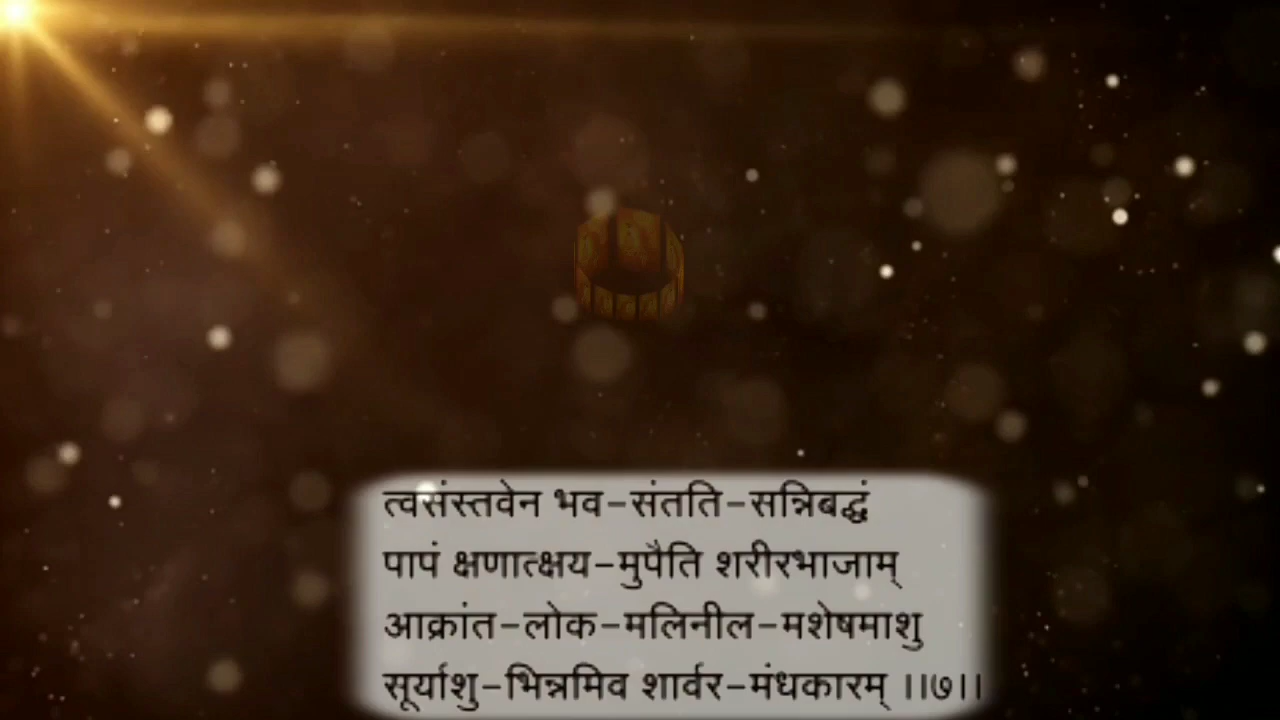 त्वसंस्तवेन भव-संतति-सन्निबद्धं
पापं क्षणात्क्षय-मुपैति शरीरभाजाम्
आक्रांत-लोक-मलिनील-मशेषमाशु
सूर्याशु-भिन्नमिव शार्वर-मंधकारम् ।।७।।